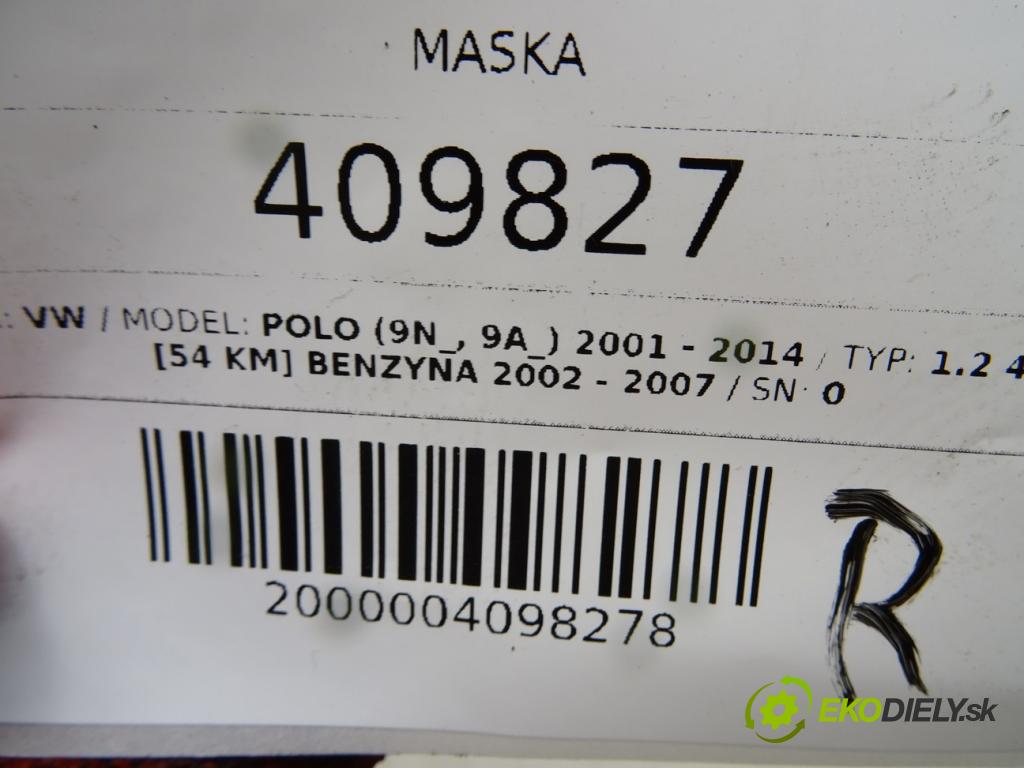 MASKA
409827
.: VW / MODEL: POLO (9N_, 9A_) 2001 - 2014 / TYP: 1.2 4
[54 KM] BENZYNA 2002 - 2007 / SN: 0
2000004098278
R
EKODIELY.sk